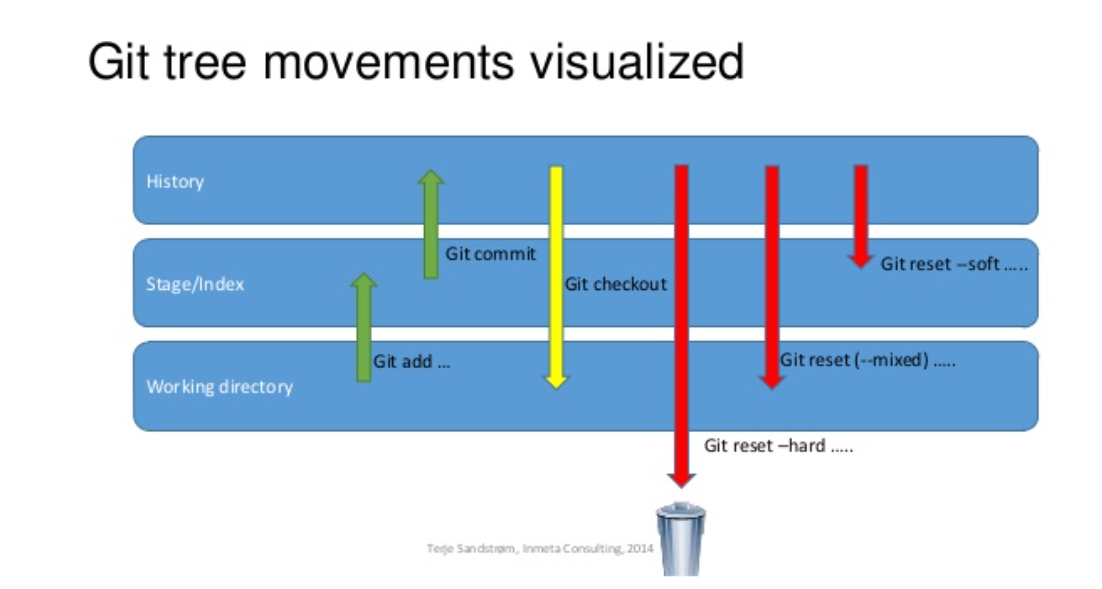 Git tree movements visualized
History
Git commit
Git reset –soft …..
Stage/Index
Git checkout
Git add …
Git reset (--mixed) …..
Working directory
Git reset –hard …..
Terje Sandstrøm, Inmeta Consulting, 2014